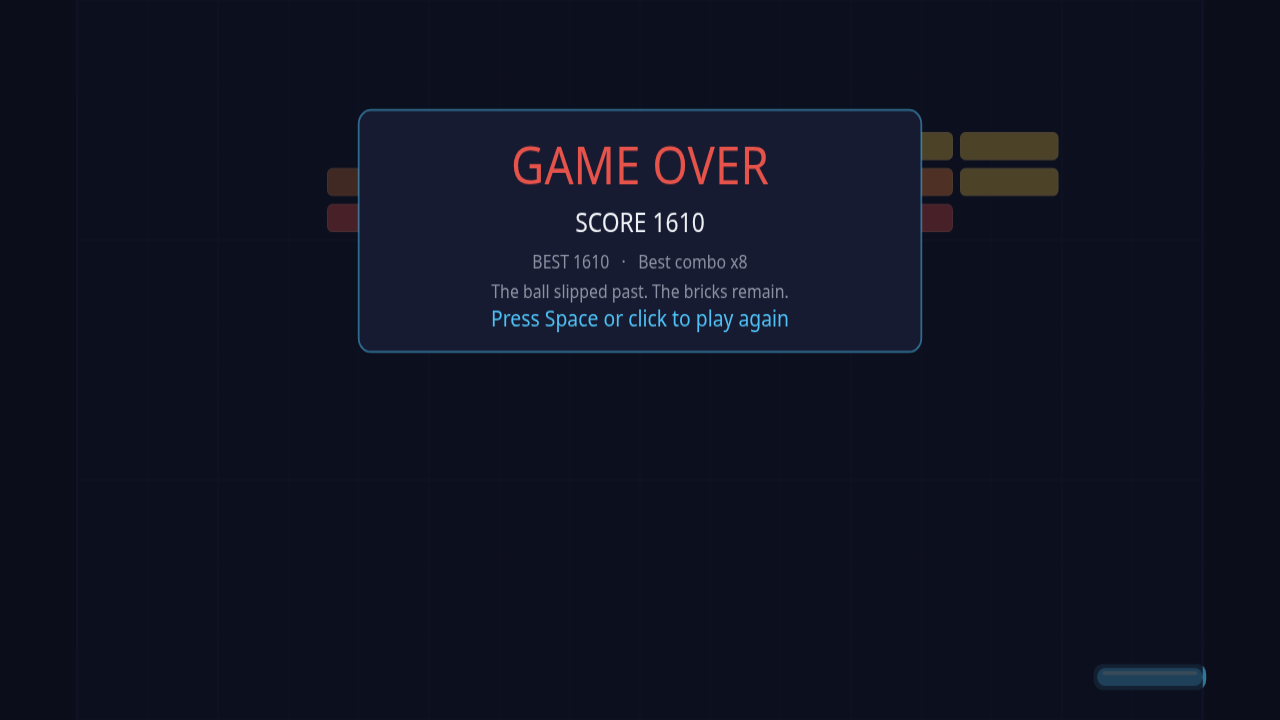 GAME OVER
SCORE 1610
BEST 1610 · Best combo x8
The ball slipped past. The bricks remain.
Press Space or click to play again